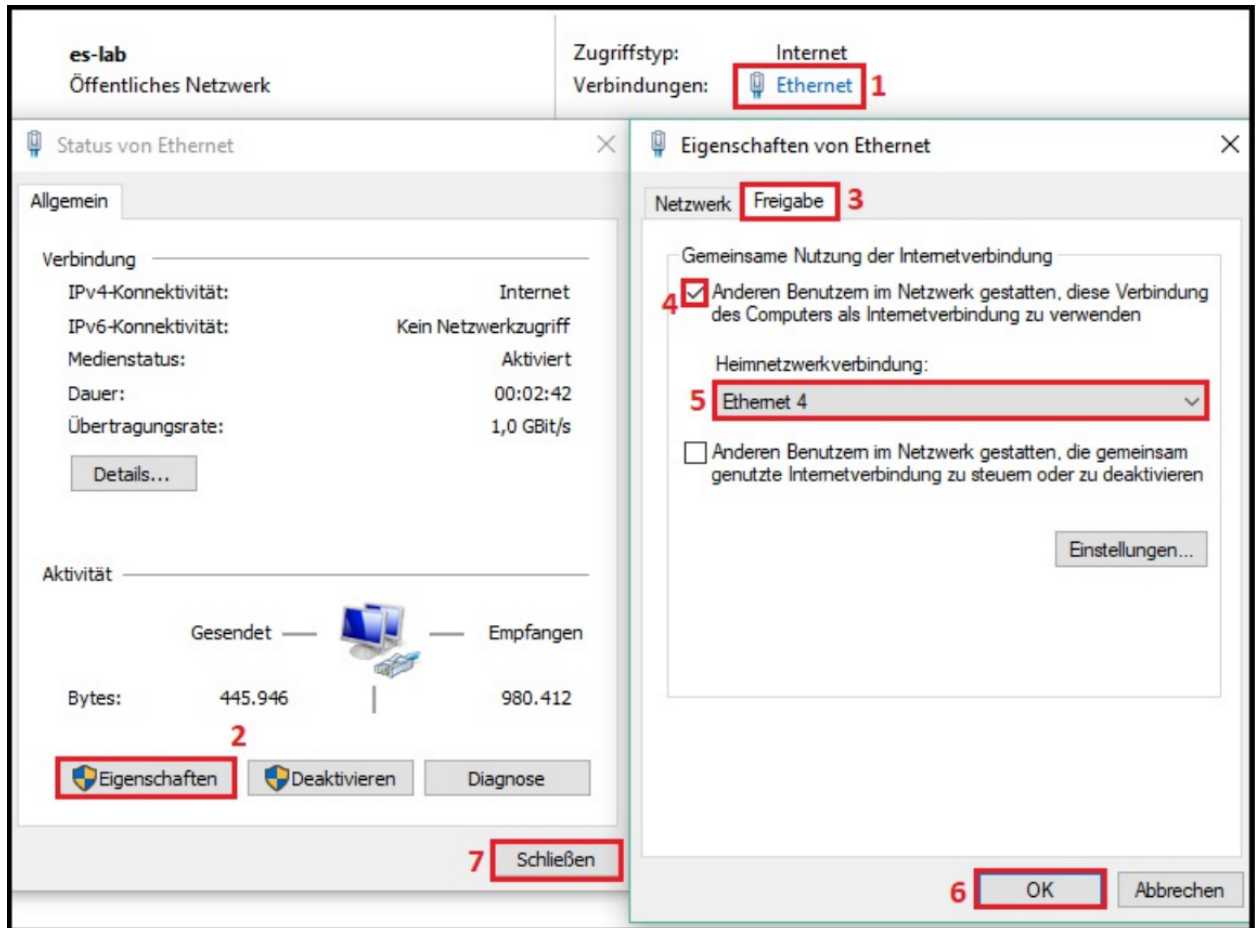 es-lab
Öffentliches Netzwerk
Zugriffstyp: Internet
Verbindungen: Ethernet 1
Status von Ethernet
Allgemein
Verbindung
IPv4-Konnektivität: Internet
IPv6-Konnektivität: Kein Netzwerkzugriff
Medienstatus: Aktiviert
Dauer: 00:02:42
Übertragungsrate: 1,0 GBit/s
Details...
Aktivität
Gesendet Empfangen
Bytes: 445.946 980.412
2
Eigenschaften Deaktivieren Diagnose
7 Schließen
Eigenschaften von Ethernet
Netzwerk Freigabe 3
Gemeinsame Nutzung der Internetverbindung
4 Anderen Benutzern im Netzwerk gestatten, diese Verbindung
des Computers als Internetverbindung zu verwenden
Heimnetzwerkverbindung:
5 Ethernet 4
Anderen Benutzern im Netzwerk gestatten, die gemeinsam
genutzte Internetverbindung zu steuern oder zu deaktivieren
Einstellungen...
6 OK Abbrechen